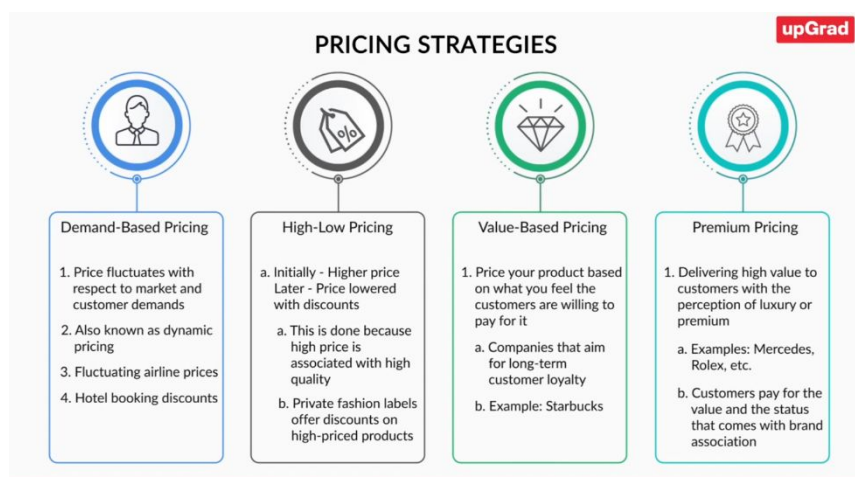 upGrad
PRICING STRATEGIES
Demand-Based Pricing
1. Price fluctuates with
respect to market and
customer demands
2. Also known as dynamic
pricing
3. Fluctuating airline prices
4. Hotel booking discounts
High-Low Pricing
a. Initially - Higher price
Later - Price lowered
with discounts
a. This is done because
high price is
associated with high
quality
b. Private fashion labels
offer discounts on
high-priced products
Value-Based Pricing
1. Price your product based
on what you feel the
customers are willing to
pay for it
a. Companies that aim
for long-term
customer loyalty
b. Example: Starbucks
Premium Pricing
1. Delivering high value to
customers with the
perception of luxury or
premium
a. Examples: Mercedes,
Rolex, etc.
b. Customers pay for the
value and the status
that comes with brand
association